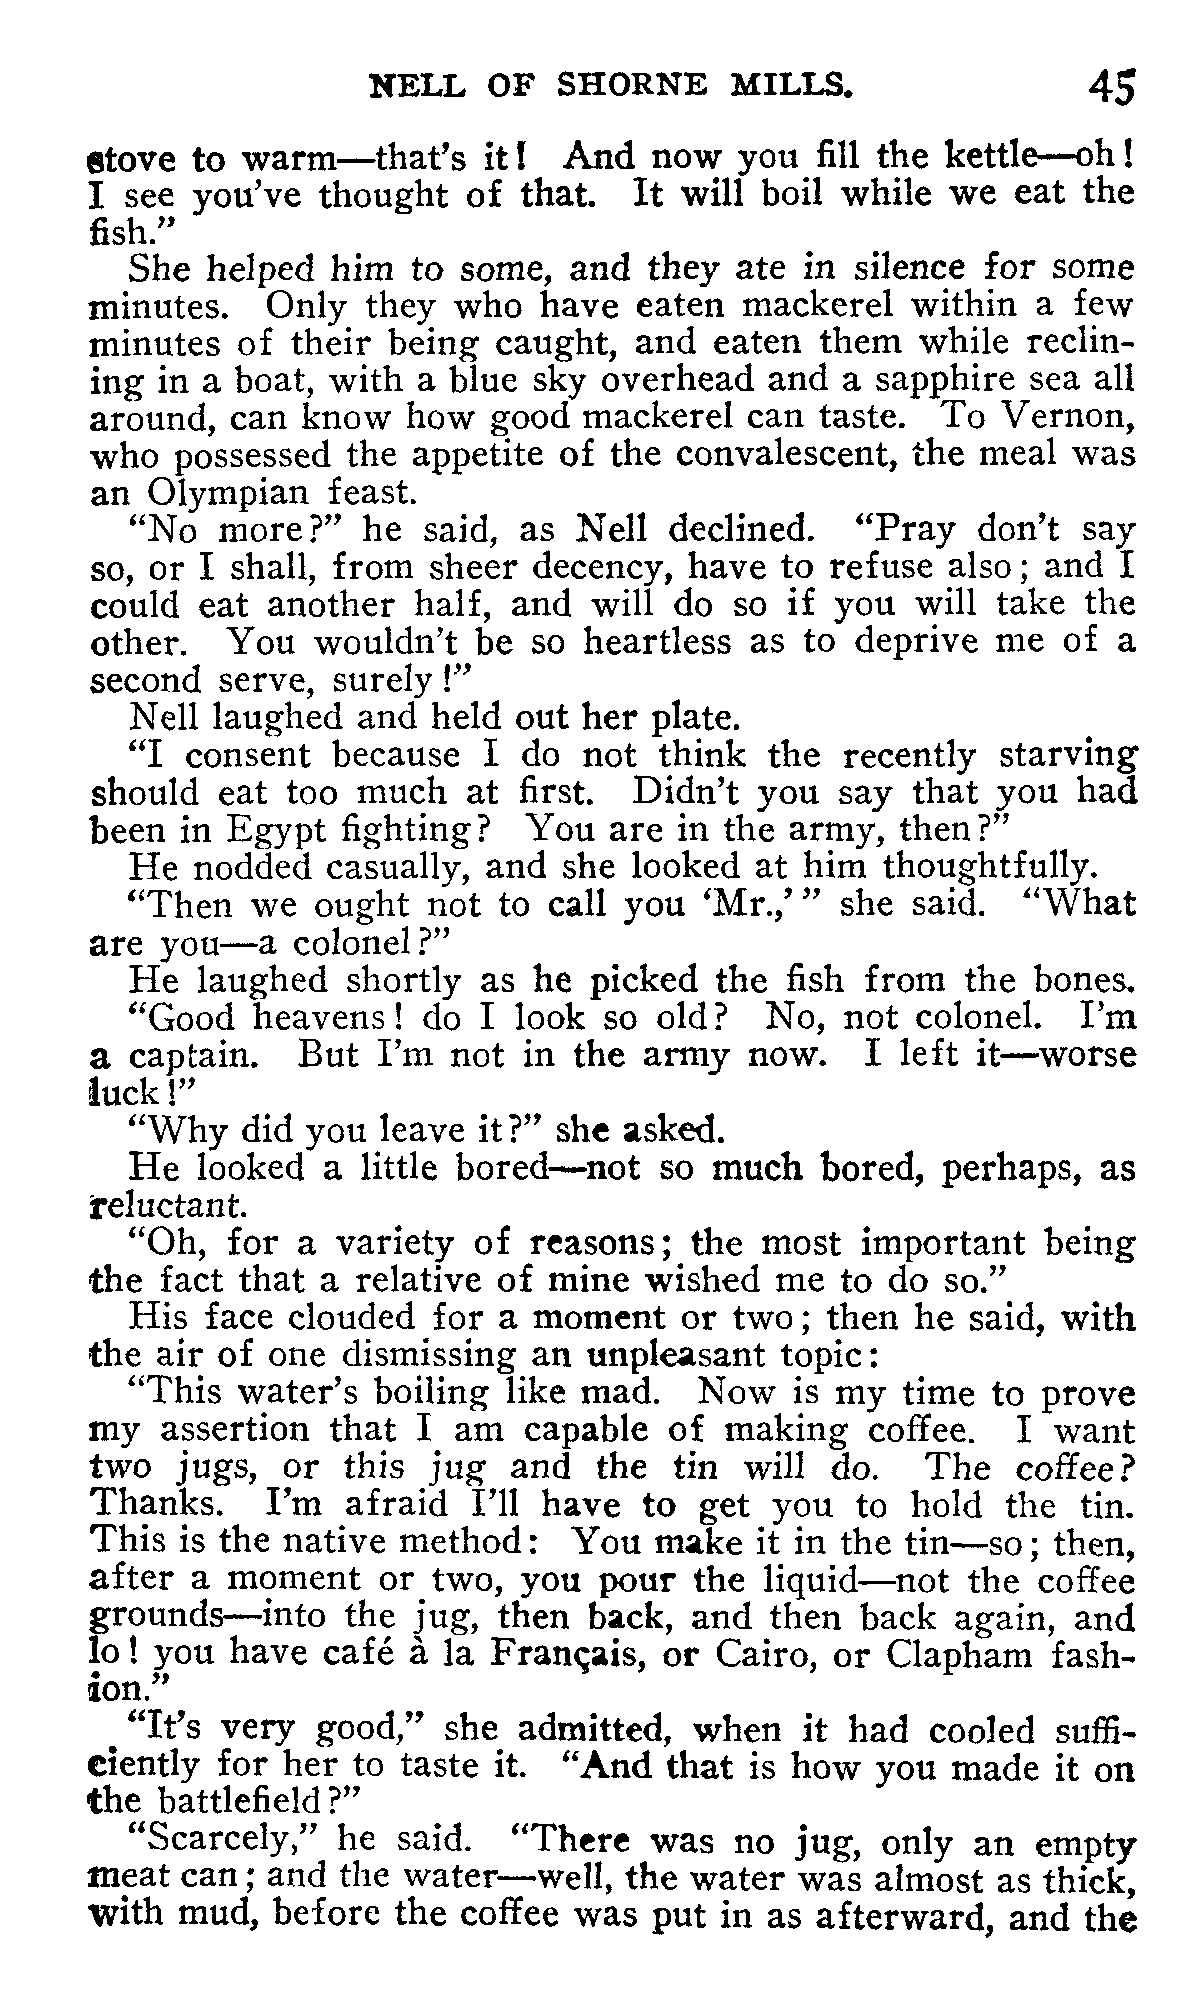 NELL OF SHORNE MILLS. 45
stove to warm—that's it! And now you fill the kettle—oh!
I see you've thought of that. It will boil while we eat the
fish."
She helped him to some, and they ate in silence for some
minutes. Only they who have eaten mackerel within a few
minutes of their being caught, and eaten them while reclin-
ing in a boat, with a blue sky overhead and a sapphire sea all
around, can know how good mackerel can taste. To Vernon,
who possessed the appetite of the convalescent, the meal was
an Olympian feast.
"No more?" he said, as Nell declined. "Pray don't say
so, or I shall, from sheer decency, have to refuse also; and I
could eat another half, and will do so if you will take the
other. You wouldn't be so heartless as to deprive me of a
second serve, surely!"
Nell laughed and held out her plate.
"I consent because I do not think the recently starving
should eat too much at first. Didn't you say that you had
been in Egypt fighting? You are in the army, then?"
He nodded casually, and she looked at him thoughtfully.
"Then we ought not to call you 'Mr.,'" she said. "What
are you—a colonel?"
He laughed shortly as he picked the fish from the bones.
"Good heavens! do I look so old? No, not colonel. I'm
a captain. But I'm not in the army now. I left it—worse
luck!"
"Why did you leave it?" she asked.
He looked a little bored—not so much bored, perhaps, as
reluctant.
"Oh, for a variety of reasons; the most important being
the fact that a relative of mine wished me to do so."
His face clouded for a moment or two; then he said, with
the air of one dismissing an unpleasant topic:
"This water's boiling like mad. Now is my time to prove
my assertion that I am capable of making coffee. I want
two jugs, or this jug and the tin will do. The coffee?
Thanks. I'm afraid I'll have to get you to hold the tin.
This is the native method: You make it in the tin—so; then,
after a moment or two, you pour the liquid—not the coffee
grounds—into the jug, then back, and then back again, and
lo! you have café à la Français, or Cairo, or Clapham fash-
ion."
"It's very good," she admitted, when it had cooled suffi-
ciently for her to taste it. "And that is how you made it on
the battlefield?"
"Scarcely," he said. "There was no jug, only an empty
meat can; and the water—well, the water was almost as thick,
with mud, before the coffee was put in as afterward, and the